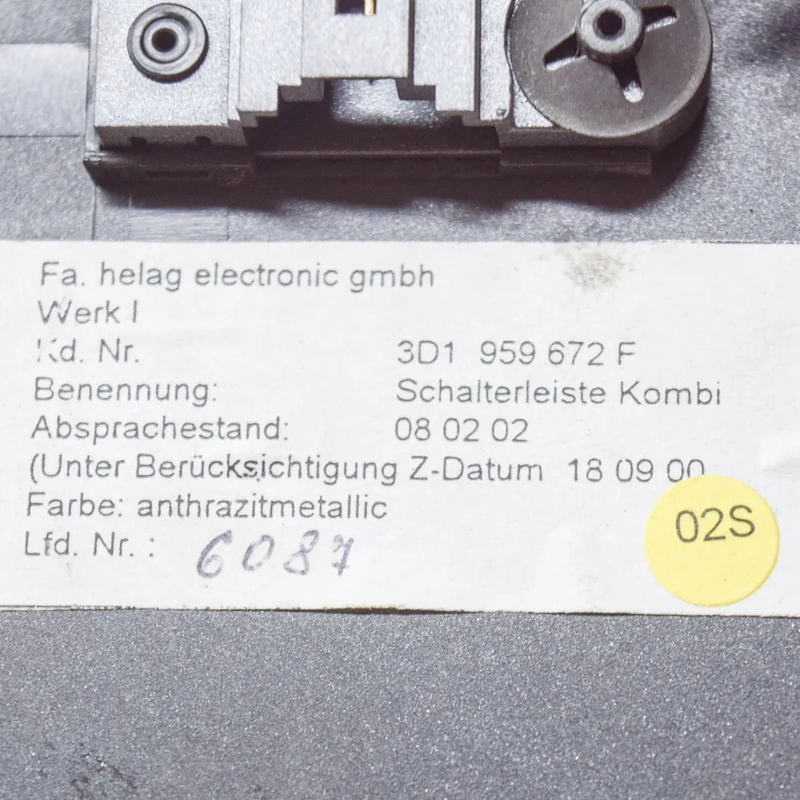 Fa. helag electronic gmbh
Werk I
Kd. Nr. 3D1 959 672 F
Benennung: Schalterleiste Kombi
Absprachestand: 08 02 02
(Unter Berücksichtigung Z-Datum 18 09 00
Farbe: anthrazitmetallic
Lfd. Nr. : 6087
02S